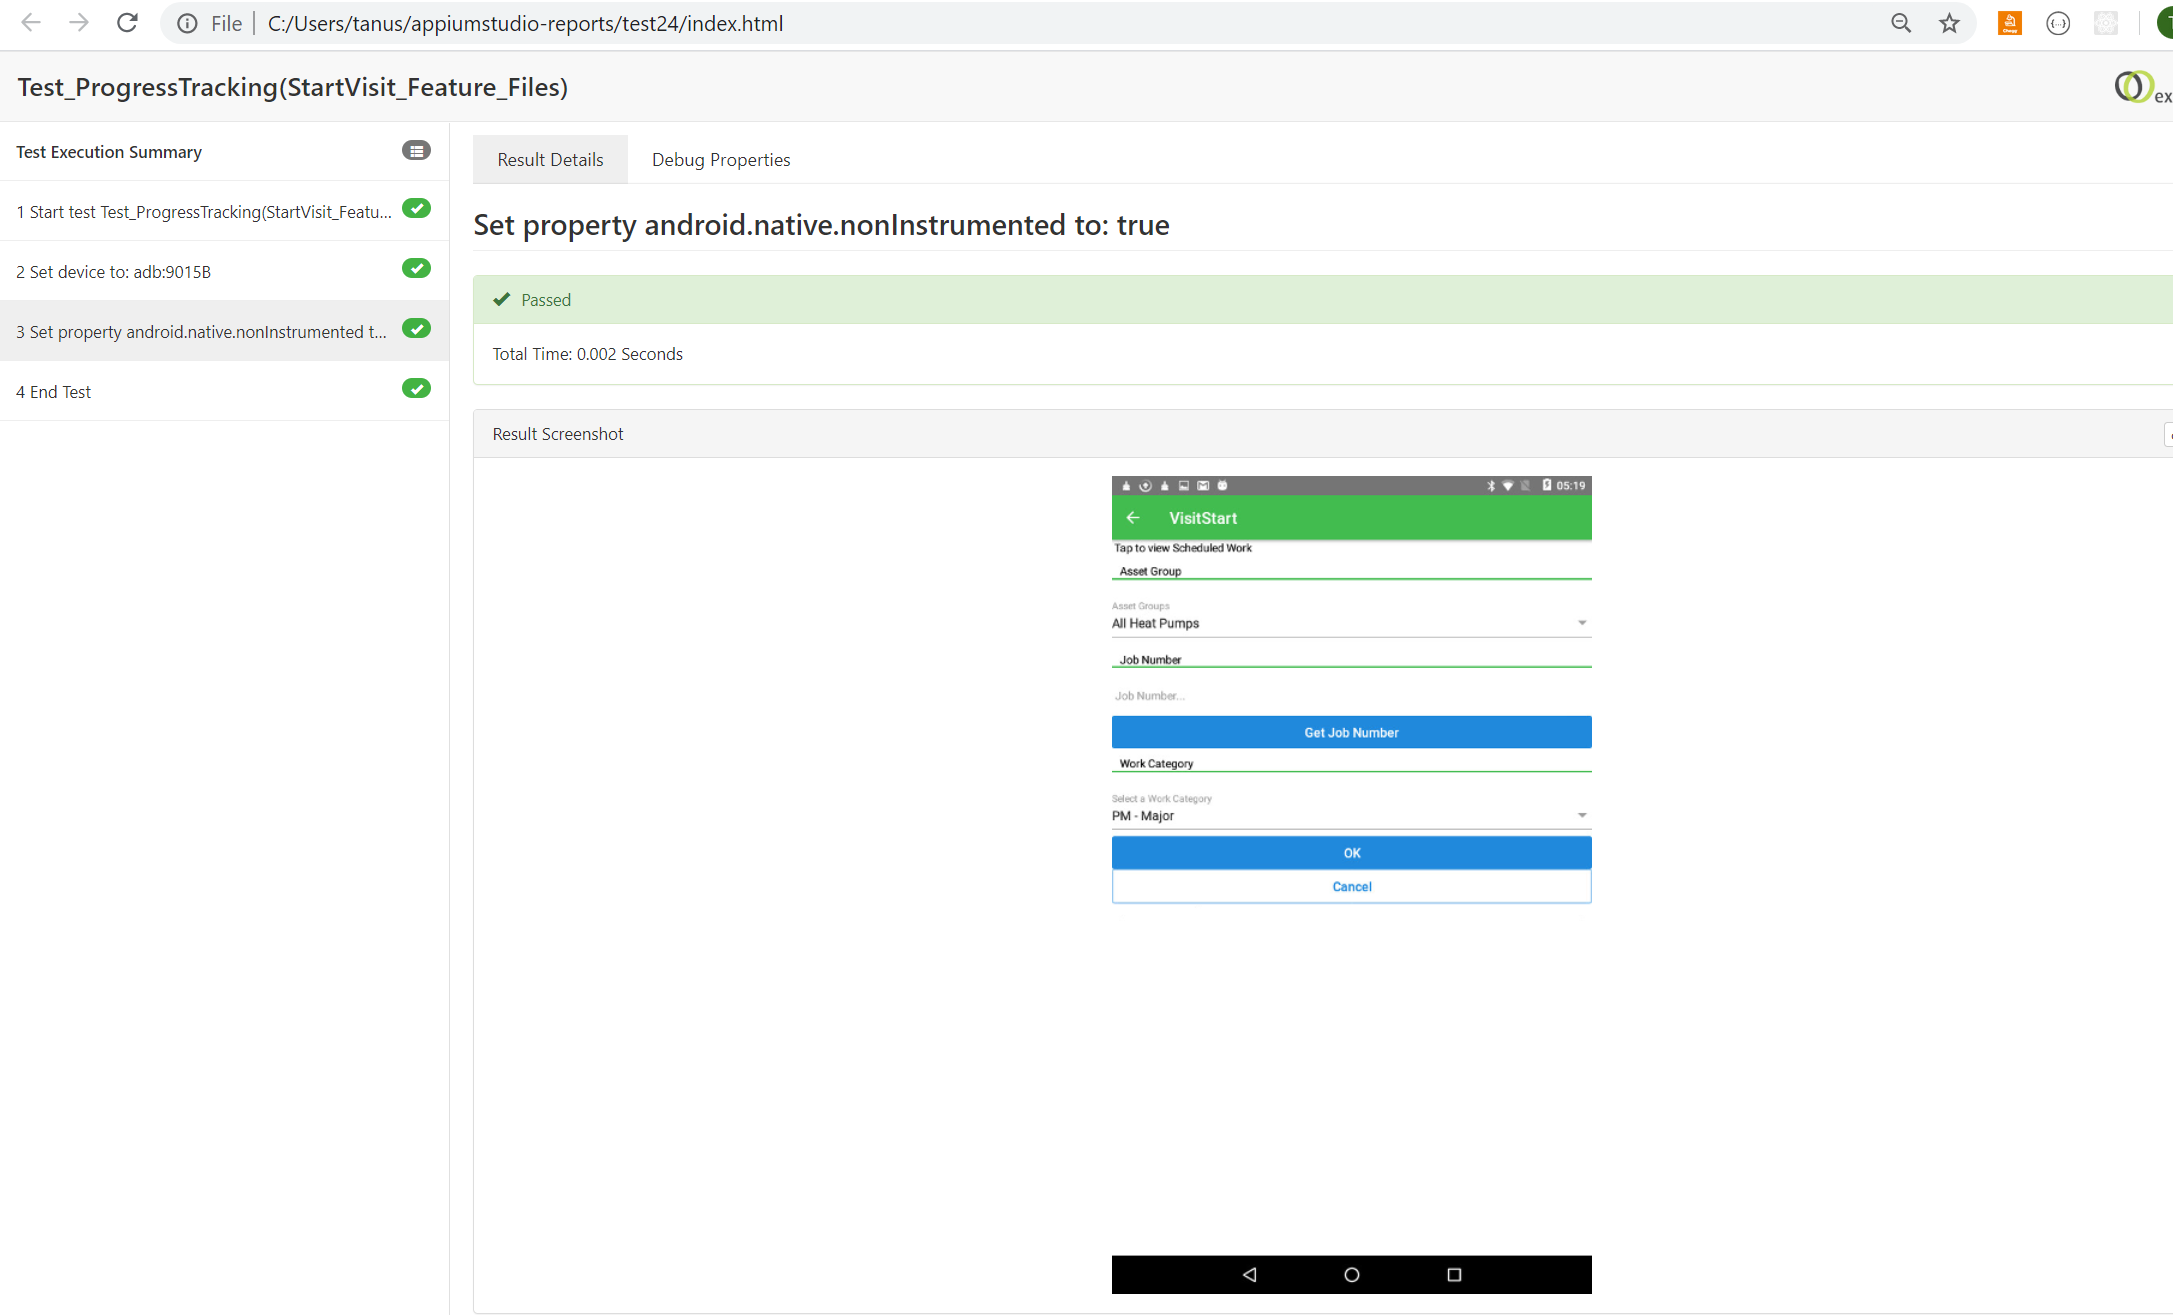 File
C:/Users/tanus/appiumstudio-reports/test24/index.html
Test_ProgressTracking(StartVisit_Feature_Files)
ex
Test Execution Summary
1 Start test Test_ProgressTracking(StartVisit_Featu...
2 Set device to: adb:9015B
3 Set property android.native.nonInstrumented t...
4 End Test
Result Details
Debug Properties
Set property android.native.nonInstrumented to: true
Passed
Total Time: 0.002 Seconds
Result Screenshot
05:19
VisitStart
Tap to view Scheduled Work
Asset Group
Asset Groups
All Heat Pumps
Job Number
Job Number...
Get Job Number
Work Category
Select a Work Category
PM - Major
OK
Cancel